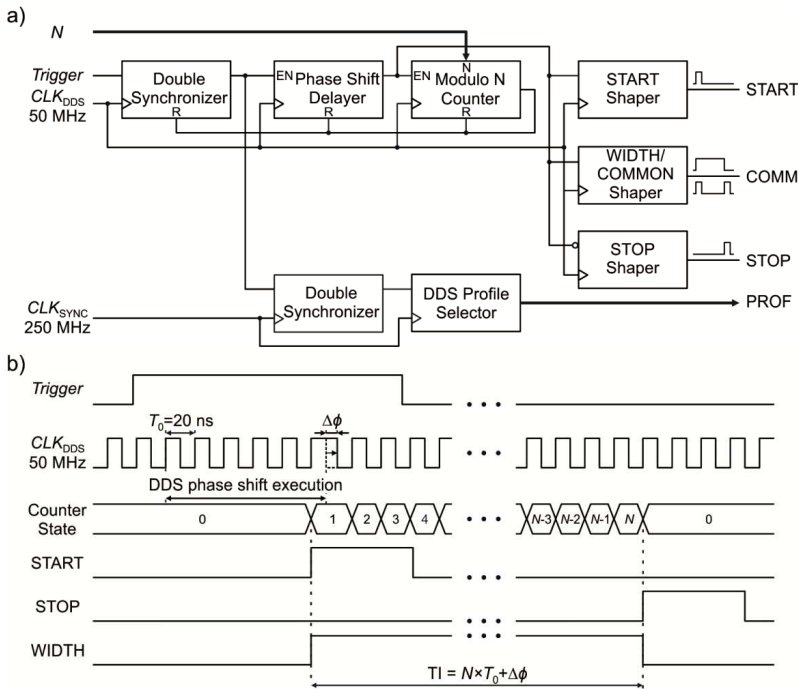 a)
N
Trigger
CLK_DDS
50 MHz
Double
Synchronizer
R
EN
Phase Shift
Delayer
R
N
EN
Modulo N
Counter
R
START
Shaper
START
WIDTH/
COMMON
Shaper
COMM
STOP
Shaper
STOP
CLK_SYNC
250 MHz
Double
Synchronizer
DDS Profile
Selector
PROF
b)
Trigger
T₀=20 ns
Δϕ
CLK_DDS
50 MHz
DDS phase shift execution
Counter
State
0 1 2 3 4 N-3 N-2 N-1 N 0
START
STOP
WIDTH
TI = N×T₀+Δϕ